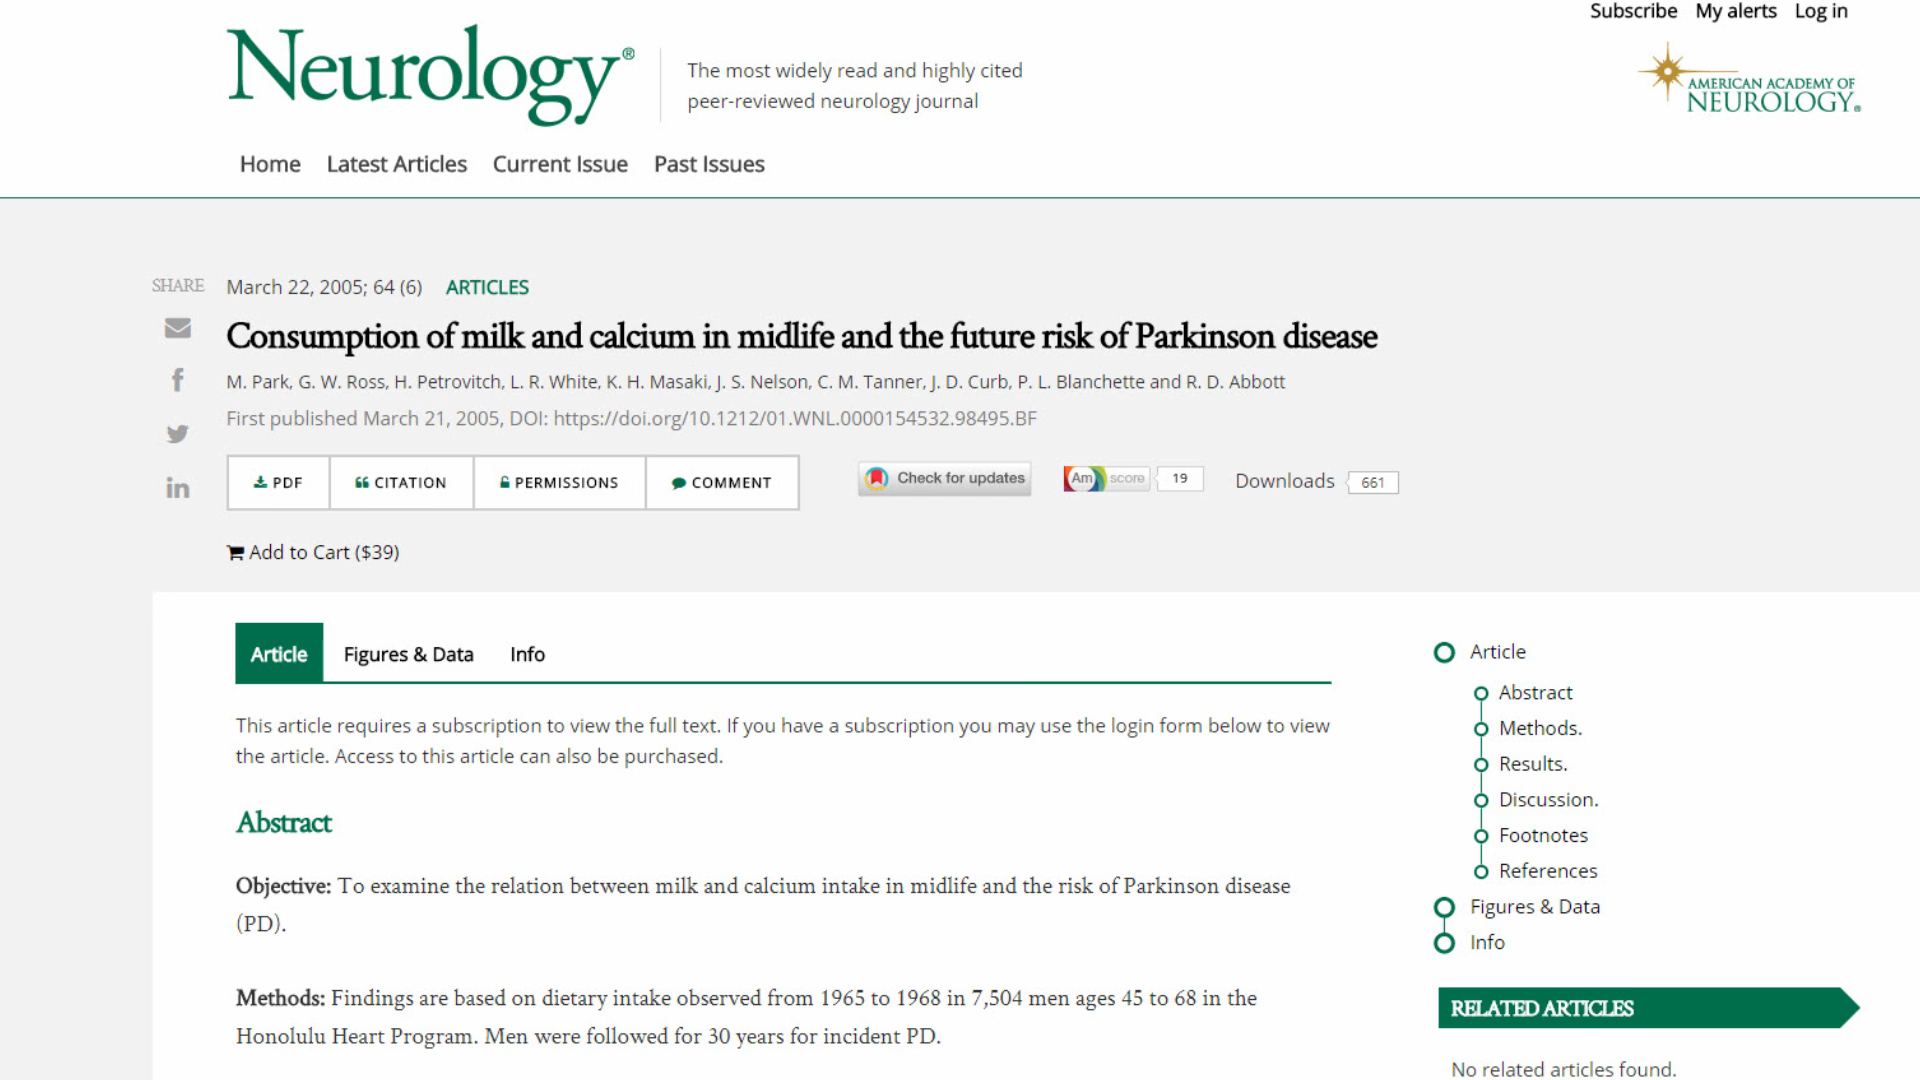 Subscribe My alerts Log in
Neurology®
The most widely read and highly cited
peer-reviewed neurology journal
AMERICAN ACADEMY OF
NEUROLOGY®
Home Latest Articles Current Issue Past Issues
SHARE
March 22, 2005; 64 (6) ARTICLES
Consumption of milk and calcium in midlife and the future risk of Parkinson disease
M. Park, G. W. Ross, H. Petrovitch, L. R. White, K. H. Masaki, J. S. Nelson, C. M. Tanner, J. D. Curb, P. L. Blanchette and R. D. Abbott
First published March 21, 2005, DOI: https://doi.org/10.1212/01.WNL.0000154532.98495.BF
PDF CITATION PERMISSIONS COMMENT
Check for updates
Am score 19
Downloads 661
Add to Cart ($39)
Article Figures & Data Info
This article requires a subscription to view the full text. If you have a subscription you may use the login form below to view
the article. Access to this article can also be purchased.
Abstract
Objective: To examine the relation between milk and calcium intake in midlife and the risk of Parkinson disease
(PD).
Methods: Findings are based on dietary intake observed from 1965 to 1968 in 7,504 men ages 45 to 68 in the
Honolulu Heart Program. Men were followed for 30 years for incident PD.
Article
Abstract
Methods.
Results.
Discussion.
Footnotes
References
Figures & Data
Info
RELATED ARTICLES
No related articles found.